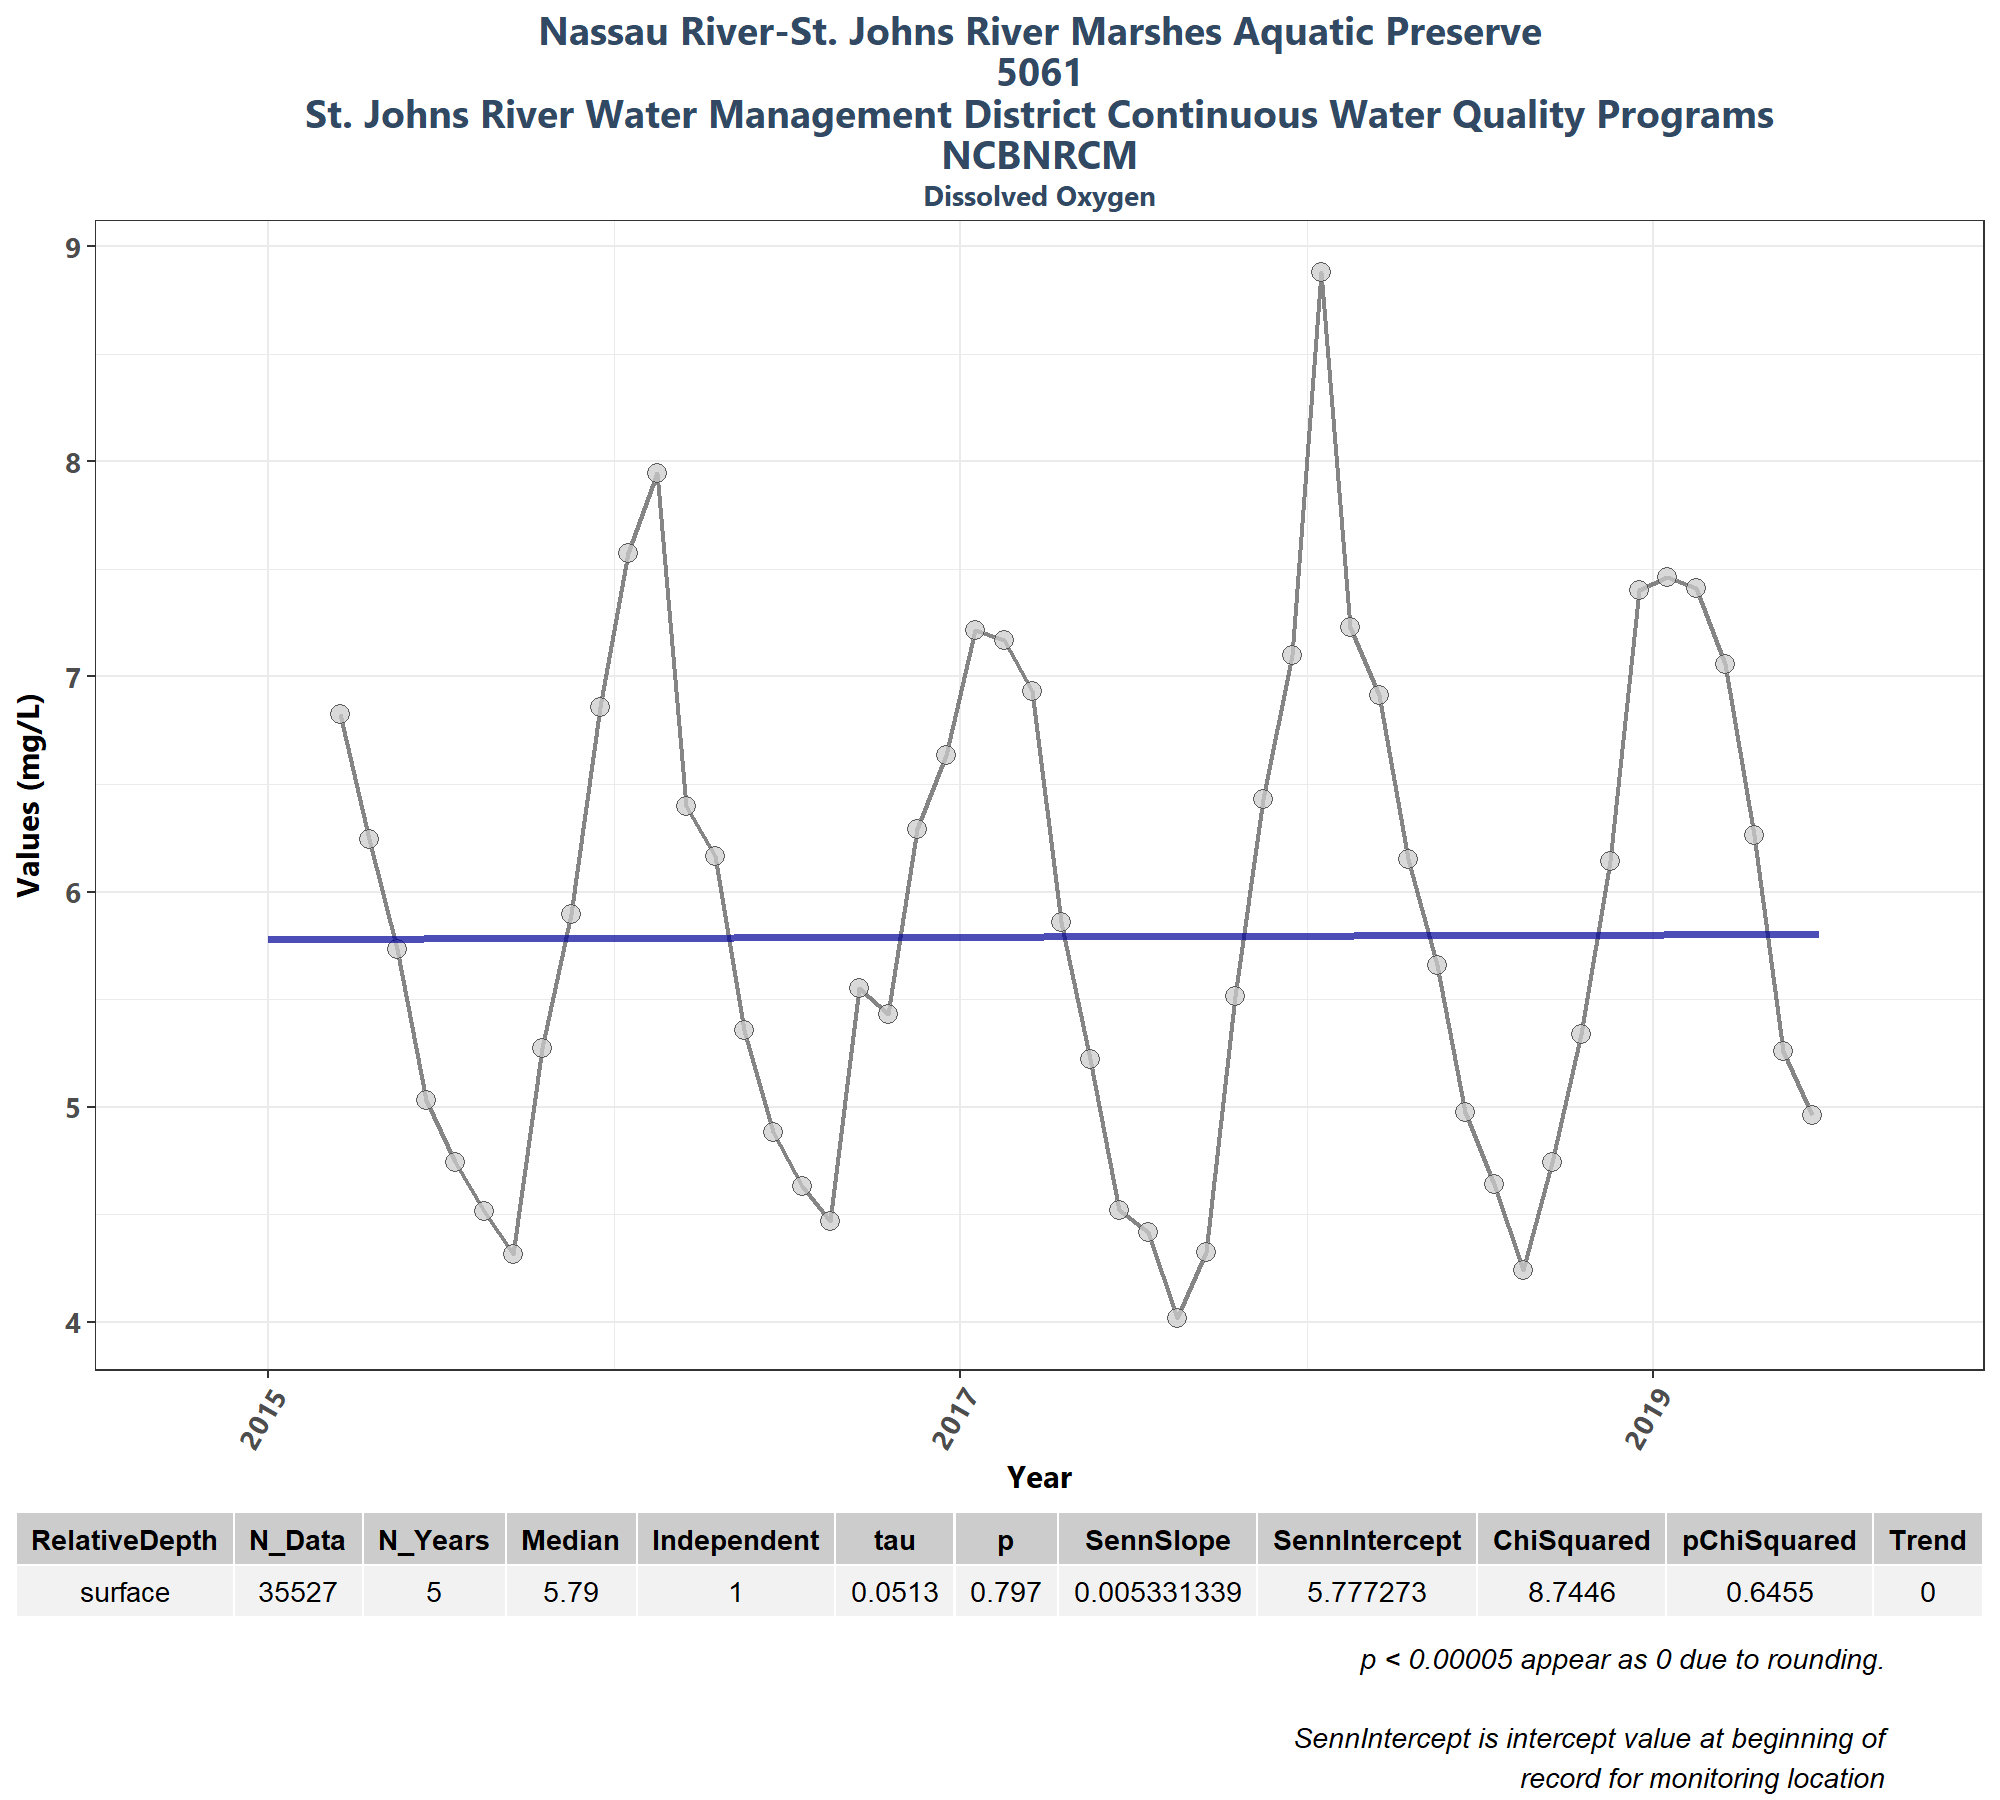 Nassau River-St. Johns River Marshes Aquatic Preserve
5061
St. Johns River Water Management District Continuous Water Quality Programs
NCBNRCM
Dissolved Oxygen
9
8
7
6
5
4
Values (mg/L)
2015
2017
2019
Year
RelativeDepth N_Data N_Years Median Independent tau p SennSlope SennIntercept ChiSquared pChiSquared Trend
surface 35527 5 5.79 1 0.0513 0.797 0.005331339 5.777273 8.7446 0.6455 0
p < 0.00005 appear as 0 due to rounding.
SennIntercept is intercept value at beginning of
record for monitoring location